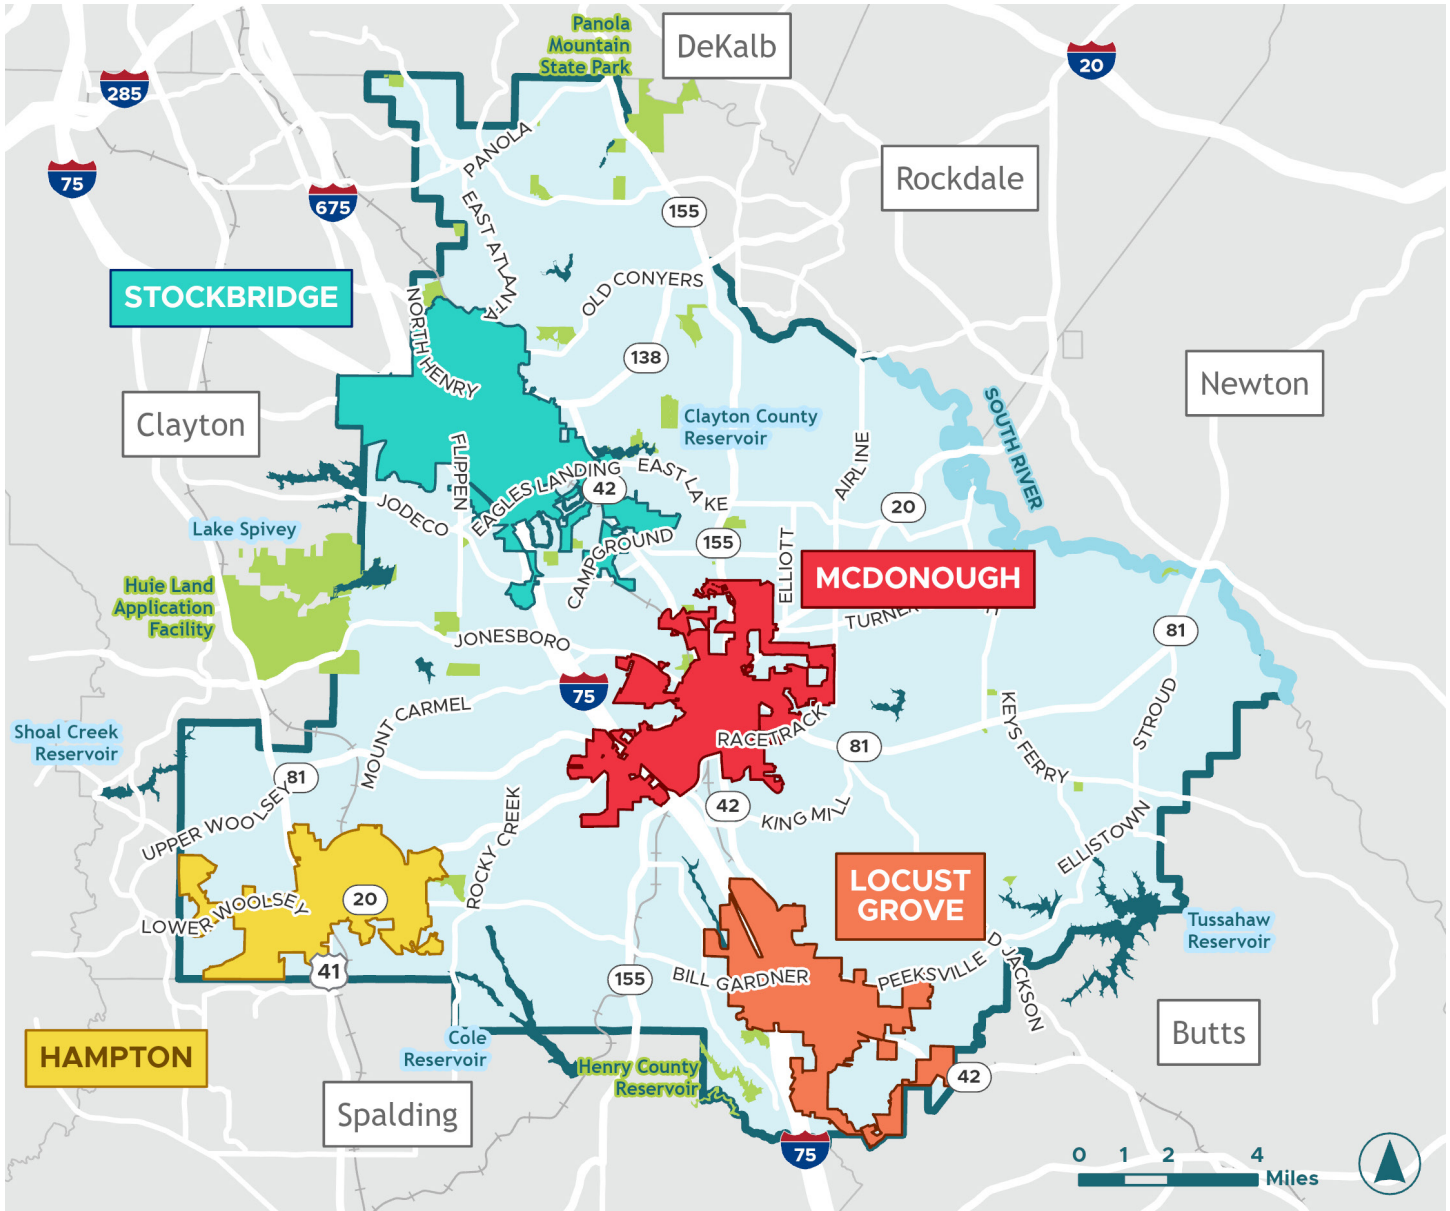 Panola
Mountain
State Park
DeKalb
20
285
75
675
Rockdale
PANOLA
155
EAST ATLANTA
STOCKBRIDGE
OLD CONYERS
NORTH HENRY
138
Newton
Clayton
Clayton County
Reservoir
SOUTH RIVER
FLIPPEN
EAGLES LANDING
EAST LAKE
AIRLINE
42
20
JODECO
Lake Spivey
CAMPGROUND
155
ELLIOTT
MCDONOUGH
Huie Land
Application
Facility
TURNER
81
JONESBORO
75
MOUNT CARMEL
KEYS FERRY
STROUD
Shoal Creek
Reservoir
RACETRACK
81
81
UPPER WOOLSEY
ROCKY CREEK
42
KING MILL
ELLISTOWN
LOCUST
GROVE
20
LOWER WOOLSEY
Tussahaw
Reservoir
41
155
BILL GARDNER
PEEKSVILLE
D JACKSON
HAMPTON
Cole
Reservoir
Butts
Henry County
Reservoir
42
Spalding
75
0 1 2 4
Miles